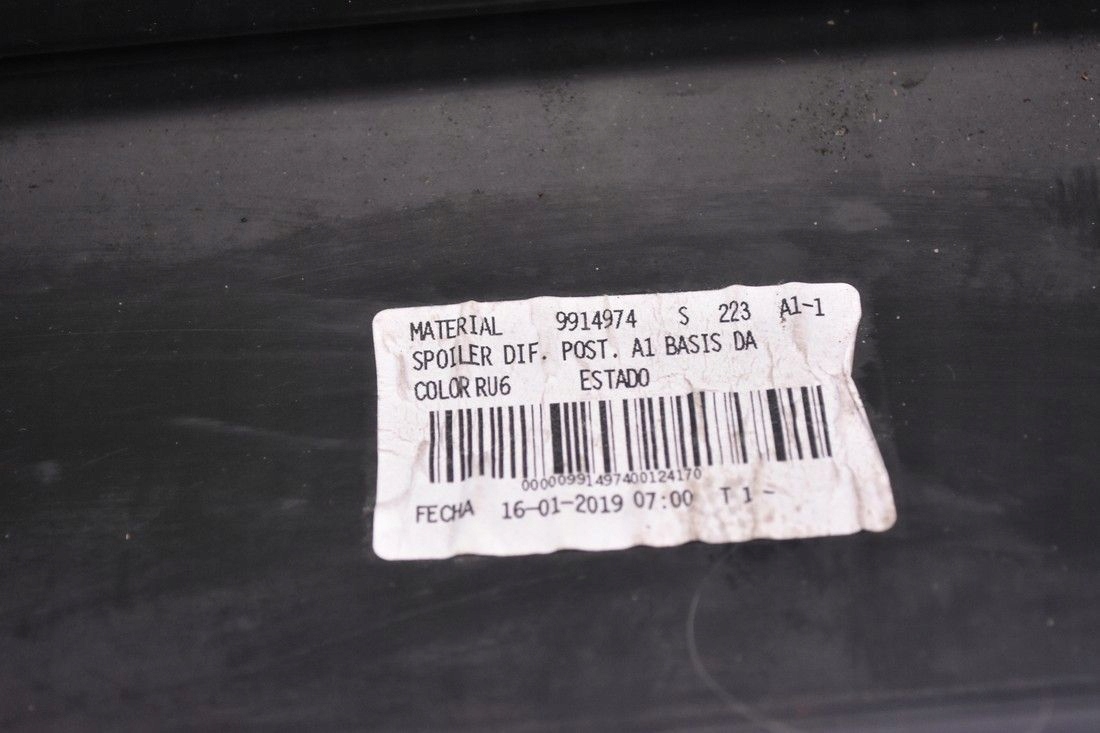 MATERIAL 9914974 S 223 A1-1
SPOILER DIF. POST. A1 BASIS DA
COLOR RU6 ESTADO
00000991497400124170
FECHA 16-01-2019 07:00 T 1 -